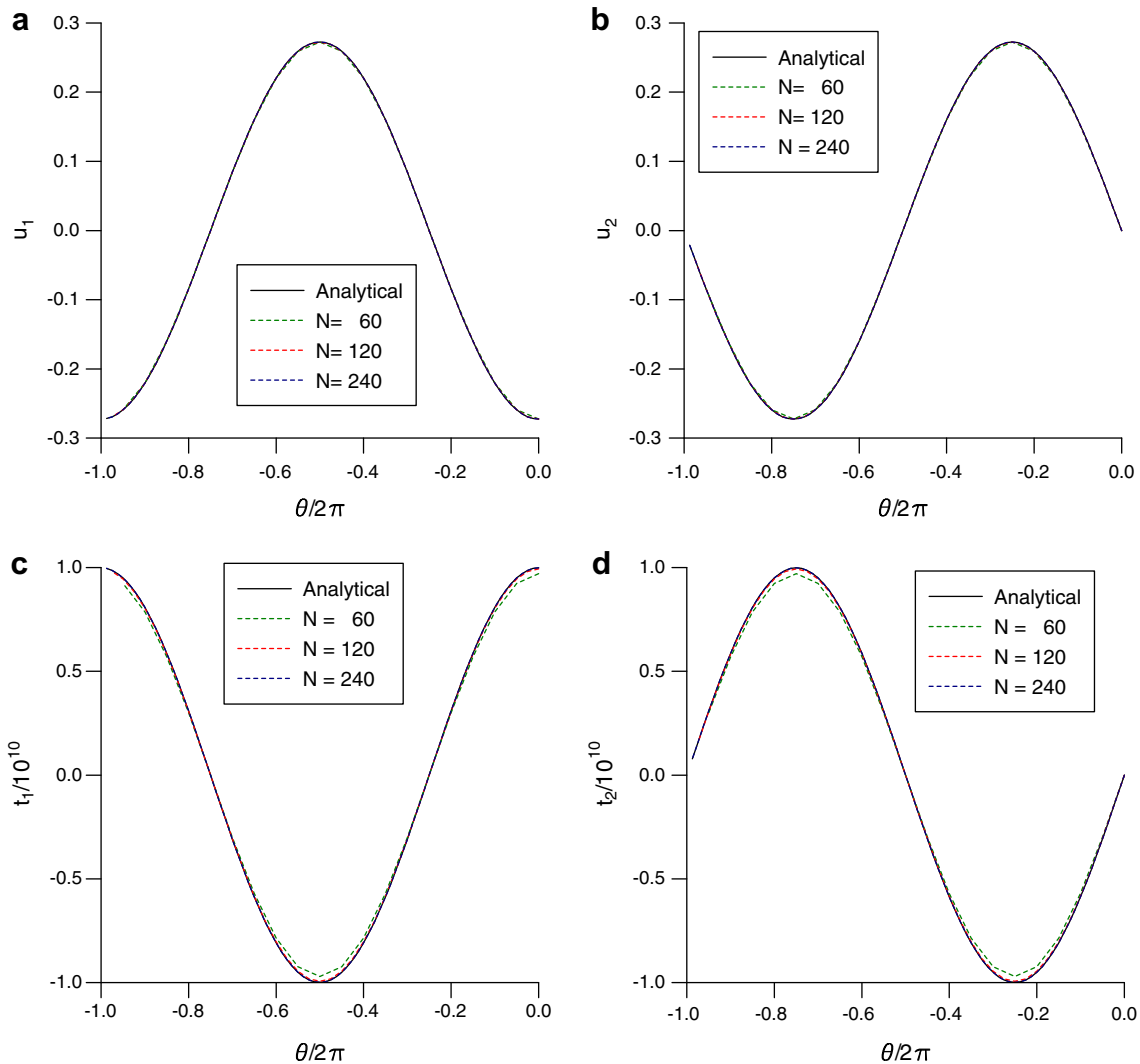 a
0.3
0.2
0.1
0.0
-0.1
-0.2
-0.3
u1
-1.0 -0.8 -0.6 -0.4 -0.2 0.0
θ/2π
Analytical
N= 60
N= 120
N= 240
b
0.3
0.2
0.1
0.0
-0.1
-0.2
-0.3
u2
-1.0 -0.8 -0.6 -0.4 -0.2 0.0
θ/2π
Analytical
N= 60
N= 120
N = 240
c
1.0
0.5
0.0
-0.5
-1.0
t1/10^10
-1.0 -0.8 -0.6 -0.4 -0.2 0.0
θ/2π
Analytical
N = 60
N = 120
N = 240
d
1.0
0.5
0.0
-0.5
-1.0
t2/10^10
-1.0 -0.8 -0.6 -0.4 -0.2 0.0
θ/2π
Analytical
N = 60
N = 120
N = 240